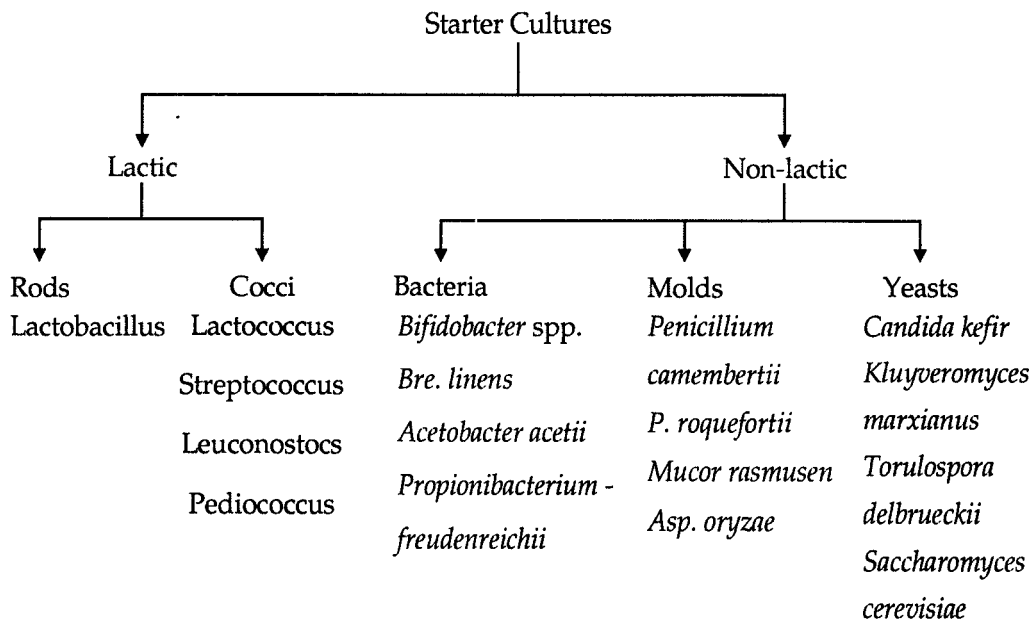 Starter Cultures
Lactic
Non-lactic
Rods
Lactobacillus
Cocci
Lactococcus
Streptococcus
Leuconostocs
Pediococcus
Bacteria
Bifidobacter spp.
Bre. linens
Acetobacter acetii
Propionibacterium -
freudenreichii
Molds
Penicillium
camembertii
P. roquefortii
Mucor rasmusen
Asp. oryzae
Yeasts
Candida kefir
Kluyveromyces
marxianus
Torulospora
delbrueckii
Saccharomyces
cerevisiae